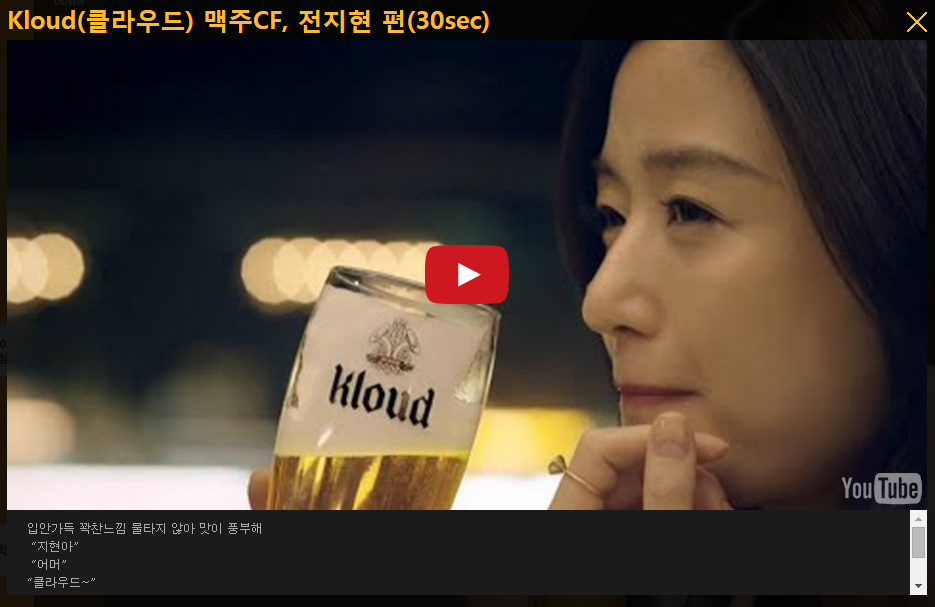 Kloud(클라우드) 맥주CF, 전지현 편(30sec)
kloud
YouTube
입안가득 꽉찬느낌 물타지 않아 맛이 풍부해
“지현아”
“어머”
“클라우드~”